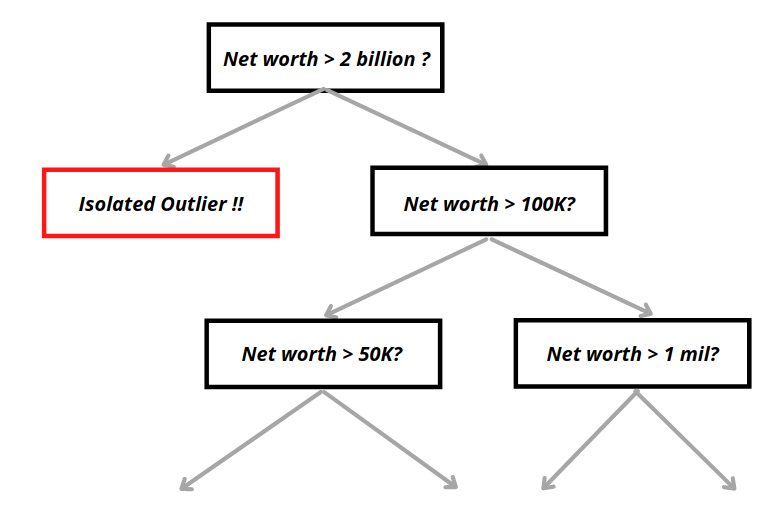 Net worth > 2 billion ?
Isolated Outlier !!
Net worth > 100K?
Net worth > 50K?
Net worth > 1 mil?